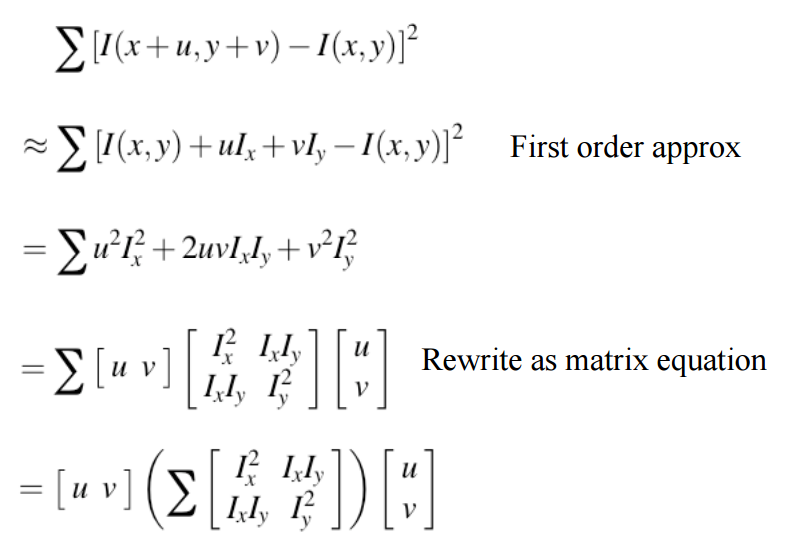 ∑ [I(x+u,y+v) − I(x,y)]²
≈ ∑ [I(x,y) + uIₓ + vI_y − I(x,y)]² First order approx
= ∑ u²Iₓ² + 2uvIₓI_y + v²I_y²
= ∑ [u v] [Iₓ² IₓI_y; IₓI_y I_y²] [u; v] Rewrite as matrix equation
= [u v] (∑ [Iₓ² IₓI_y; IₓI_y I_y²]) [u; v]